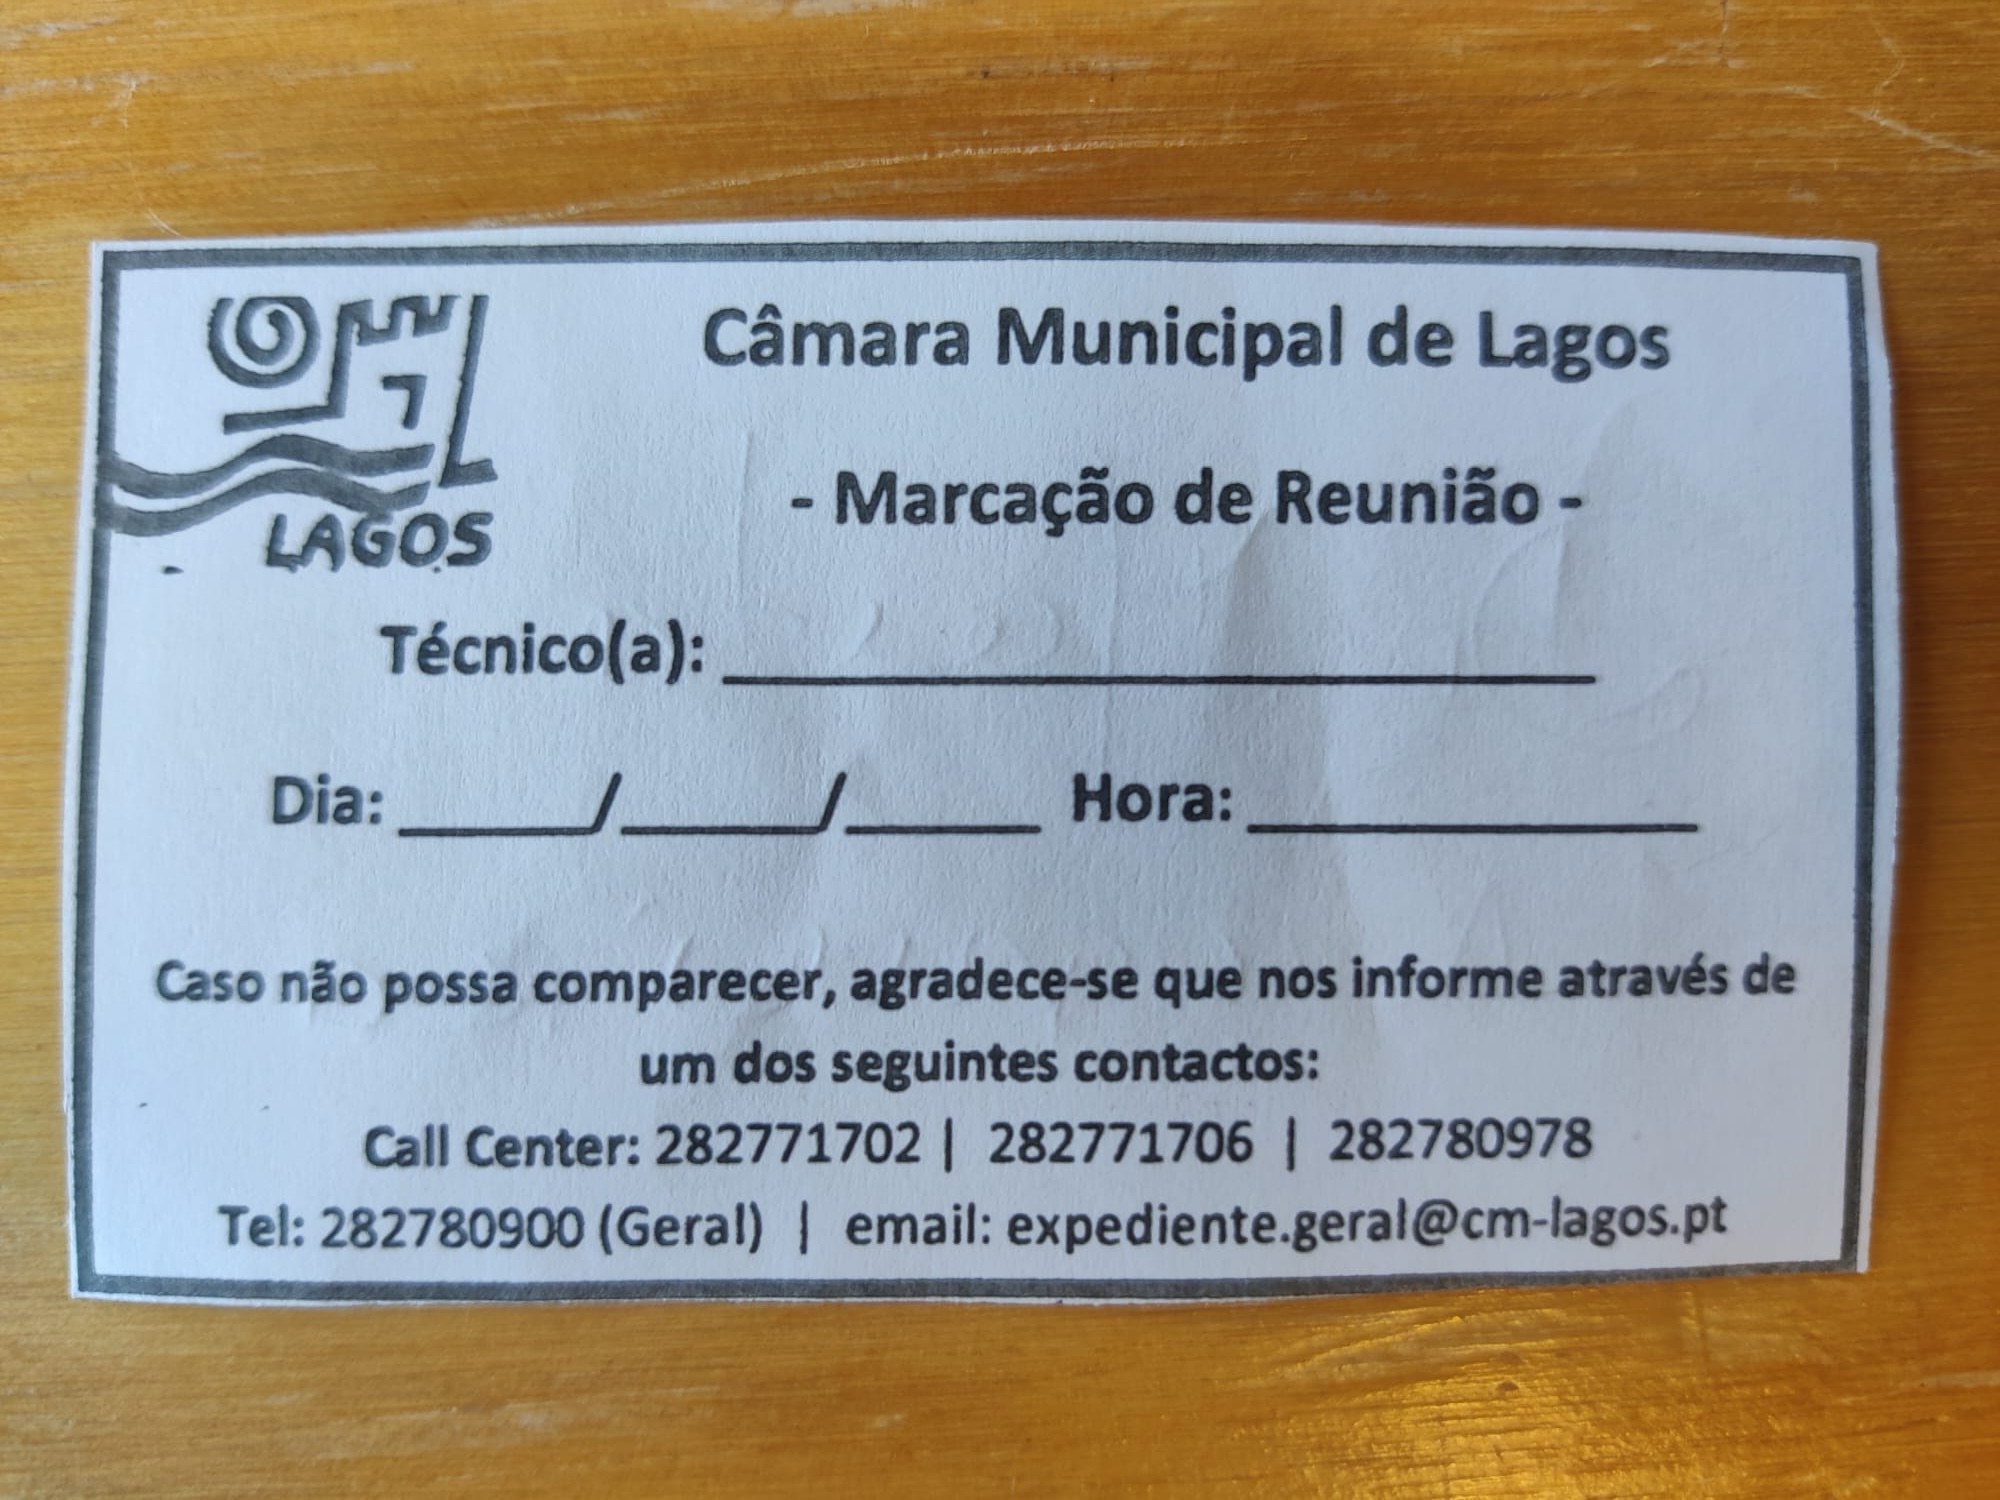 LAGOS
Câmara Municipal de Lagos
- Marcação de Reunião -
Técnico(a): ____________________
Dia: _____/_____/_____ Hora: ___________
Caso não possa comparecer, agradece-se que nos informe através de
um dos seguintes contactos:
Call Center: 282771702 | 282771706 | 282780978
Tel: 282780900 (Geral) | email: expediente.geral@cm-lagos.pt